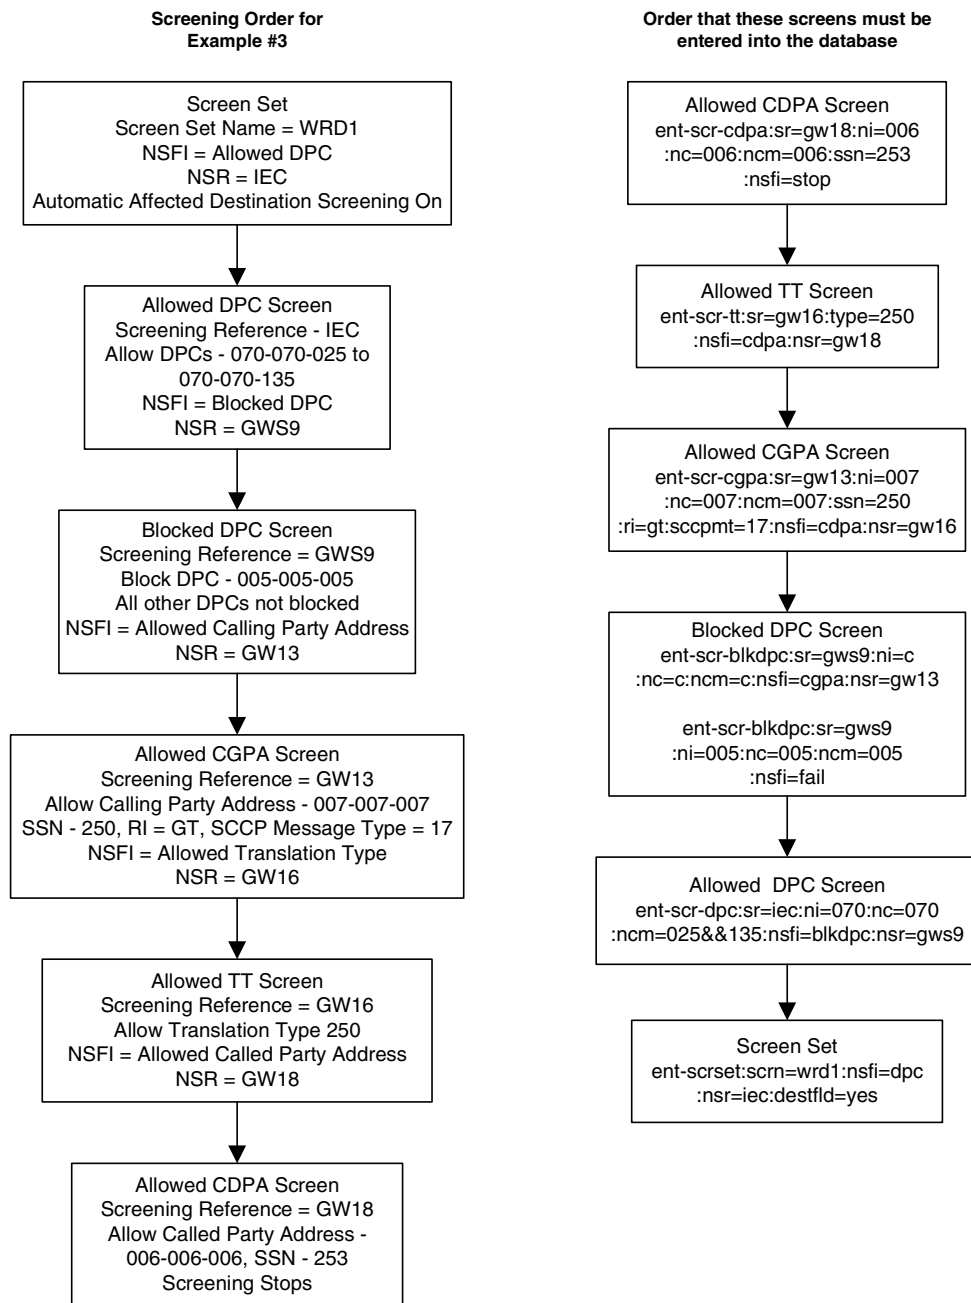 Screening Order for
Example #3
Screen Set
Screen Set Name = WRD1
NSFI = Allowed DPC
NSR = IEC
Automatic Affected Destination Screening On
Allowed DPC Screen
Screening Reference - IEC
Allow DPCs - 070-070-025 to
070-070-135
NSFI = Blocked DPC
NSR = GWS9
Blocked DPC Screen
Screening Reference = GWS9
Block DPC - 005-005-005
All other DPCs not blocked
NSFI = Allowed Calling Party Address
NSR = GW13
Allowed CGPA Screen
Screening Reference = GW13
Allow Calling Party Address - 007-007-007
SSN - 250, RI = GT, SCCP Message Type = 17
NSFI = Allowed Translation Type
NSR = GW16
Allowed TT Screen
Screening Reference = GW16
Allow Translation Type 250
NSFI = Allowed Called Party Address
NSR = GW18
Allowed CDPA Screen
Screening Reference = GW18
Allow Called Party Address -
006-006-006, SSN - 253
Screening Stops
Order that these screens must be
entered into the database
Allowed CDPA Screen
ent-scr-cdpa:sr=gw18:ni=006
:nc=006:ncm=006:ssn=253
:nsfi=stop
Allowed TT Screen
ent-scr-tt:sr=gw16:type=250
:nsfi=cdpa:nsr=gw18
Allowed CGPA Screen
ent-scr-cgpa:sr=gw13:ni=007
:nc=007:ncm=007:ssn=250
:ri=gt:sccpmt=17:nsfi=cdpa:nsr=gw16
Blocked DPC Screen
ent-scr-blkdpc:sr=gws9:ni=c
:nc=c:ncm=c:nsfi=cgpa:nsr=gw13
ent-scr-blkdpc:sr=gws9
:ni=005:nc=005:ncm=005
:nsfi=fail
Allowed  DPC Screen
ent-scr-dpc:sr=iec:ni=070:nc=070
:ncm=025&&135:nsfi=blkdpc:nsr=gws9
Screen Set
ent-scrset:scrn=wrd1:nsfi=dpc
:nsr=iec:destfld=yes